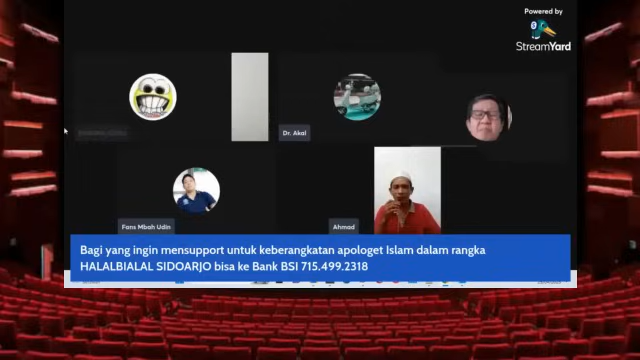 Powered by
StreamYard
Dr. Akal
Fans Mbah Udin
Ahmad
Bagi yang ingin mensupport untuk keberangkatan apologet Islam dalam rangka
HALALBIALAL SIDOARJO bisa ke Bank BSI 715.499.2318